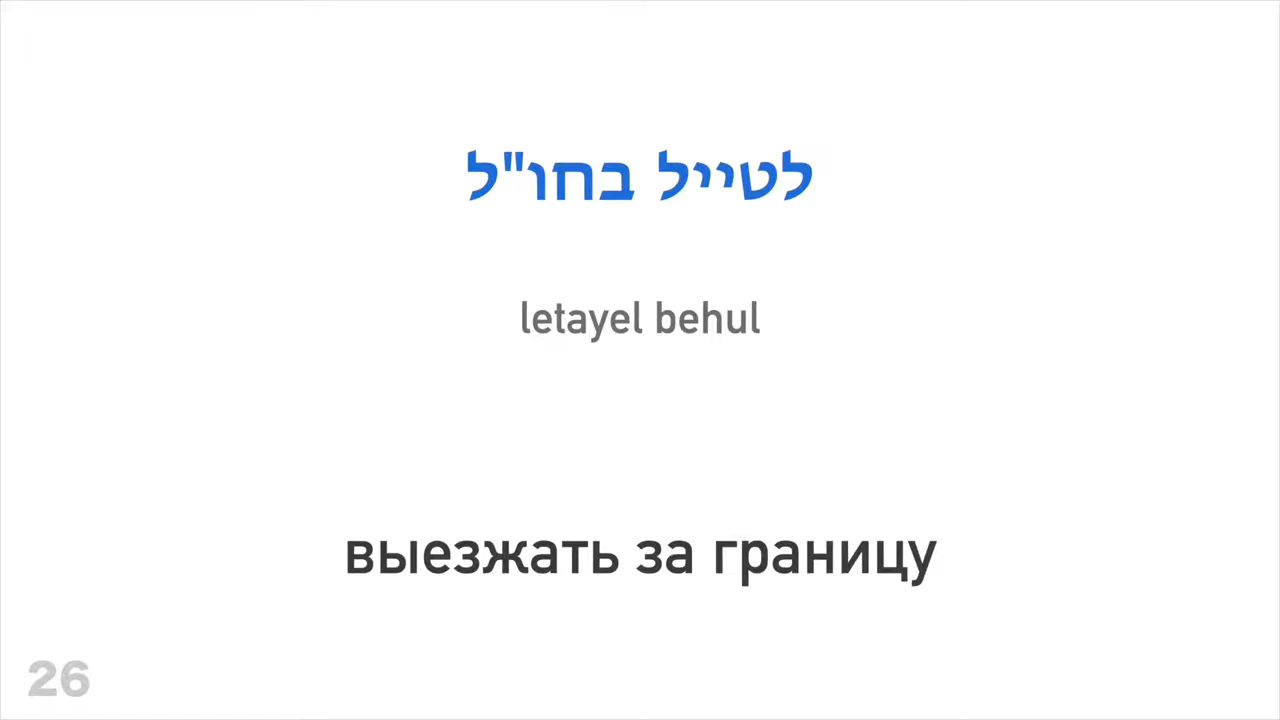 לטייל בחו"ל
letayel behul
выезжать за границу
26